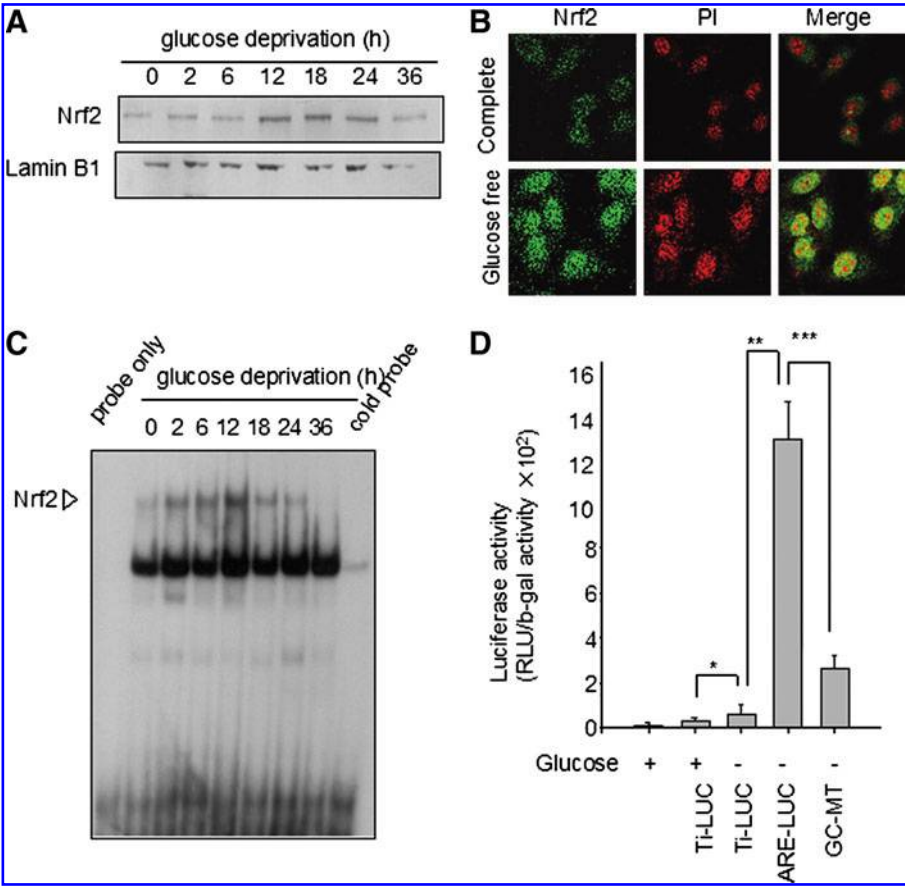 A
glucose deprivation (h)
0 2 6 12 18 24 36
Nrf2
Lamin B1
B
Nrf2 PI Merge
Complete
Glucose free
C
probe only
glucose deprivation (h)
cold probe
0 2 6 12 18 24 36
Nrf2
D
** ***
16
14
12
10
8
6
4
2
0
*
Luciferase activity
(RLU/b-gal activity ×10²)
Glucose + + - - -
Ti-LUC
Ti-LUC
ARE-LUC
GC-MT